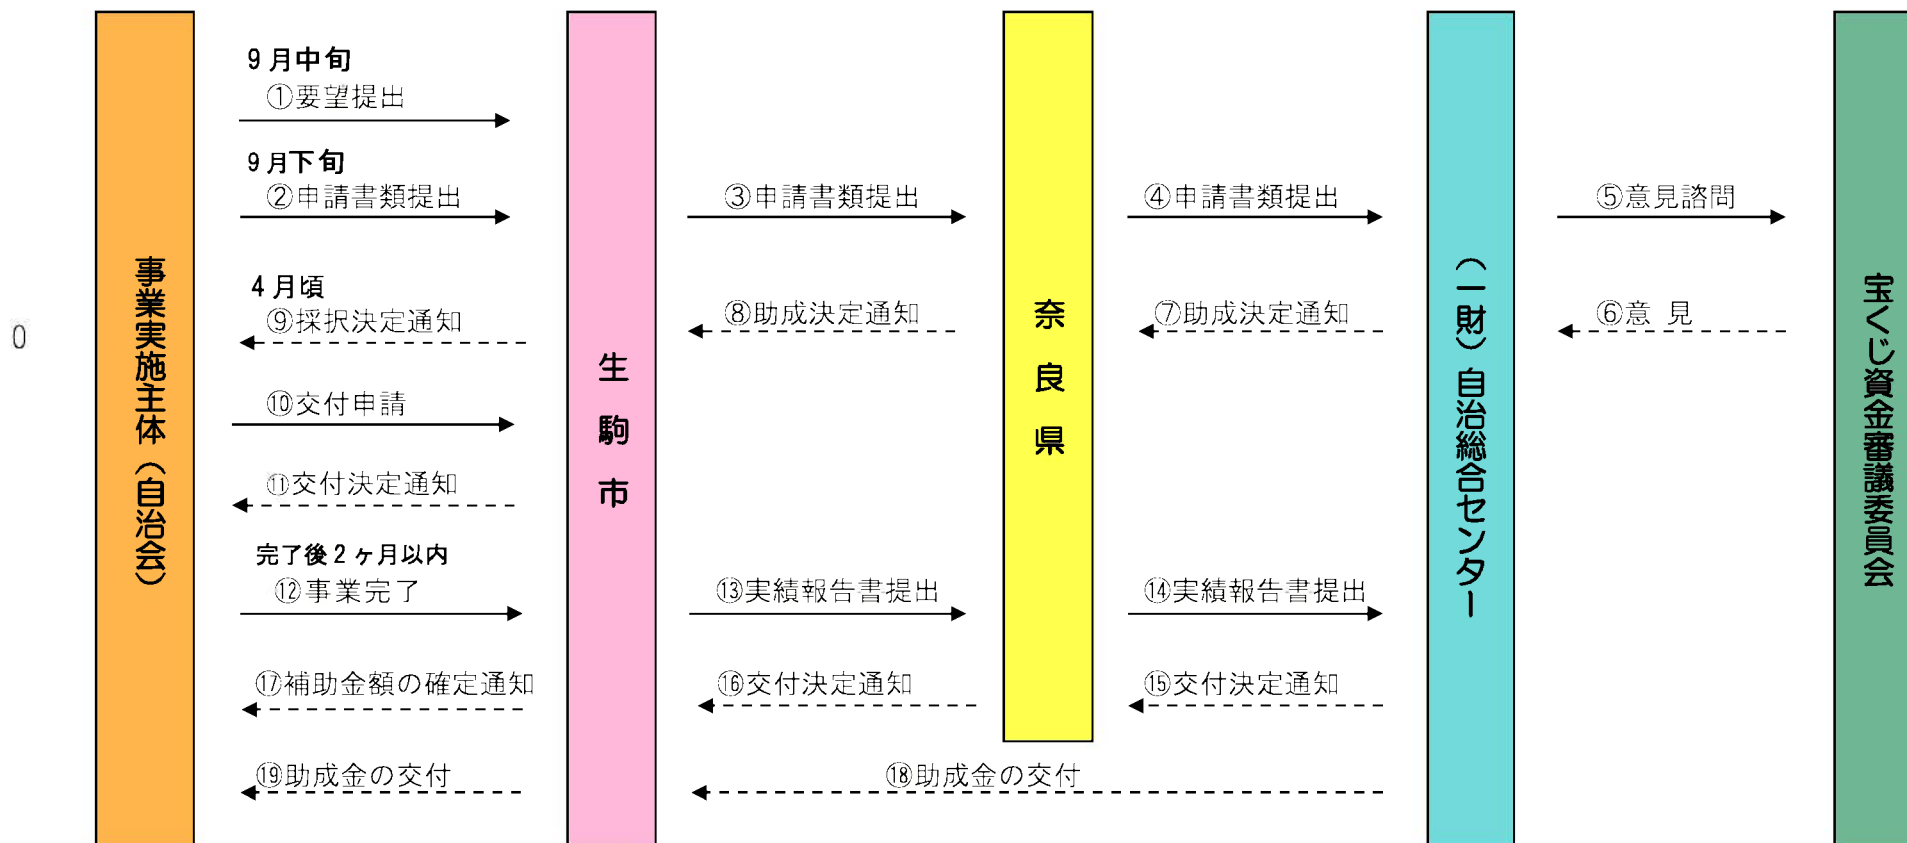 9月中旬
①要望提出
9月下旬
②申請書類提出
③申請書類提出
④申請書類提出
⑤意見諮問
4月頃
⑨採択決定通知
⑧助成決定通知
⑦助成決定通知
⑥意 見
⑩交付申請
⑪交付決定通知
完了後2ヶ月以内
⑫事業完了
⑬実績報告書提出
⑭実績報告書提出
⑰補助金額の確定通知
⑯交付決定通知
⑮交付決定通知
⑲助成金の交付
⑱助成金の交付
0
事業実施主体(自治会)
生駒市
奈良県
(一財)自治総合センター
宝くじ資金審議委員会